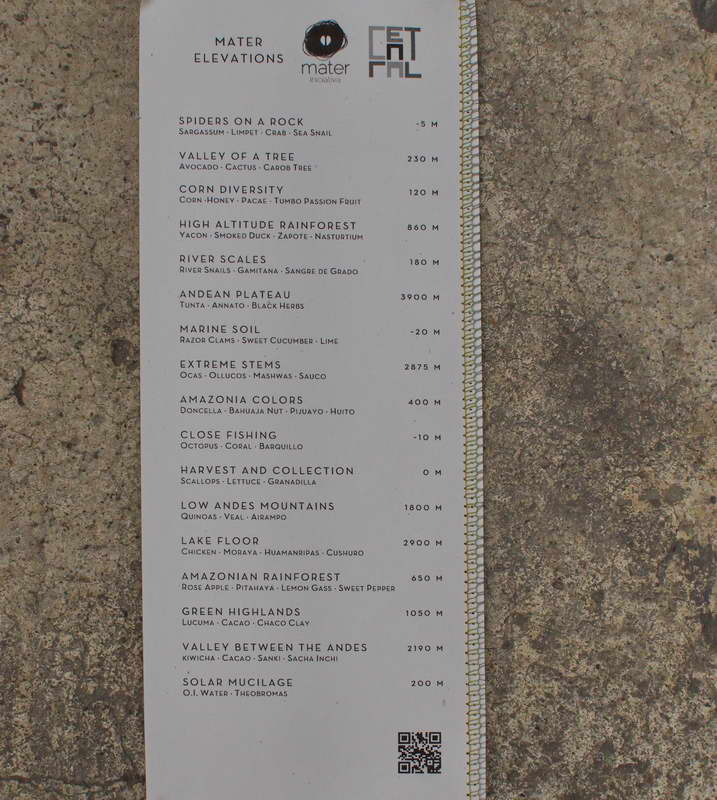 MATER
ELEVATIONS
mater
iniciativa
CENTRAL
SPIDERS ON A ROCK -5 M
SARGASSUM · LIMPET · CRAB · SEA SNAIL
VALLEY OF A TREE 230 M
AVOCADO · CACTUS · CAROB TREE
CORN DIVERSITY 120 M
CORN · HONEY · PACAE · TUMBO PASSION FRUIT
HIGH ALTITUDE RAINFOREST 860 M
YACON · SMOKED DUCK · ZAPOTE · NASTURTIUM
RIVER SCALES 180 M
RIVER SNAILS · GAMITANA · SANGRE DE GRADO
ANDEAN PLATEAU 3900 M
TUNTA · ANNATO · BLACK HERBS
MARINE SOIL -20 M
RAZOR CLAMS · SWEET CUCUMBER · LIME
EXTREME STEMS 2875 M
OCAS · OLLUCOS · MASHWAS · SAUCO
AMAZONIA COLORS 400 M
DONCELLA · BAHUAJA NUT · PIJUAYO · HUITO
CLOSE FISHING -10 M
OCTOPUS · CORAL · BARQUILLO
HARVEST AND COLLECTION 0 M
SCALLOPS · LETTUCE · GRANADILLA
LOW ANDES MOUNTAINS 1800 M
QUINOAS · VEAL · AIRAMPO
LAKE FLOOR 2900 M
CHICKEN · MORAYA · HUAMANRIPAS · CUSHURO
AMAZONIAN RAINFOREST 650 M
ROSE APPLE · PITAHAYA · LEMON GASS · SWEET PEPPER
GREEN HIGHLANDS 1050 M
LUCUMA · CACAO · CHACO CLAY
VALLEY BETWEEN THE ANDES 2190 M
KIWICHA · CACAO · SANKI · SACHA INCHI
SOLAR MUCILAGE 200 M
O.I. WATER · THEOBROMAS